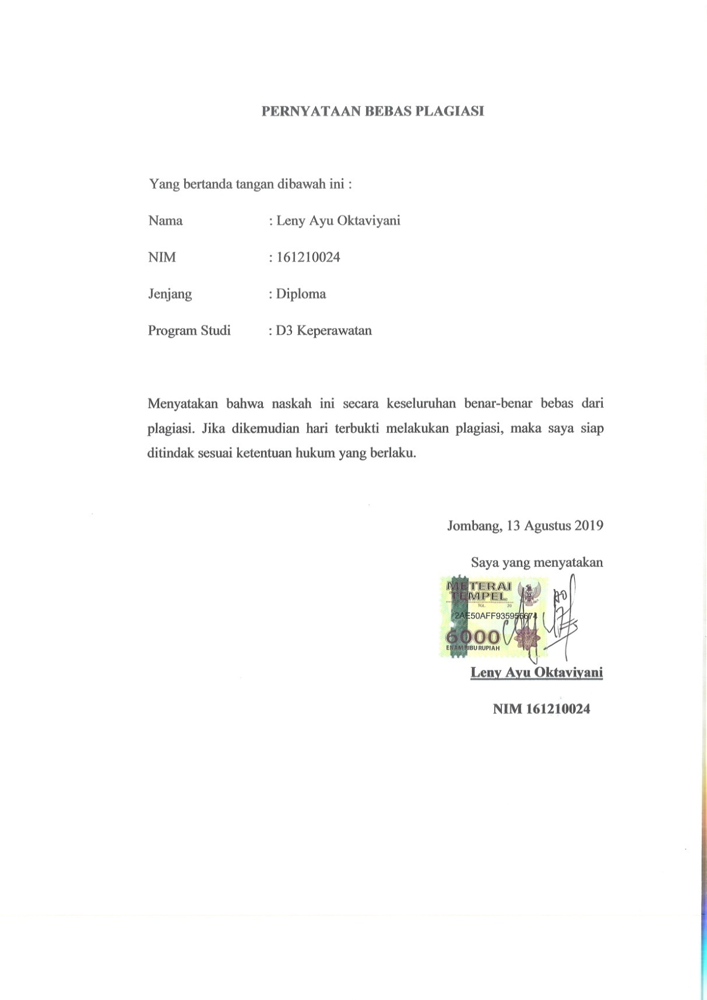 PERNYATAAN BEBAS PLAGIASI
Yang bertanda tangan dibawah ini :
Nama : Leny Ayu Oktaviyani
NIM : 161210024
Jenjang : Diploma
Program Studi : D3 Keperawatan
Menyatakan bahwa naskah ini secara keseluruhan benar-benar bebas dari
plagiasi. Jika dikemudian hari terbukti melakukan plagiasi, maka saya siap
ditindak sesuai ketentuan hukum yang berlaku.
Jombang, 13 Agustus 2019
Saya yang menyatakan
METERAI
TEMPEL
TGL. 20
2AE50AFF935955674
6000
ENAM RIBU RUPIAH
Leny Ayu Oktaviyani
NIM 161210024